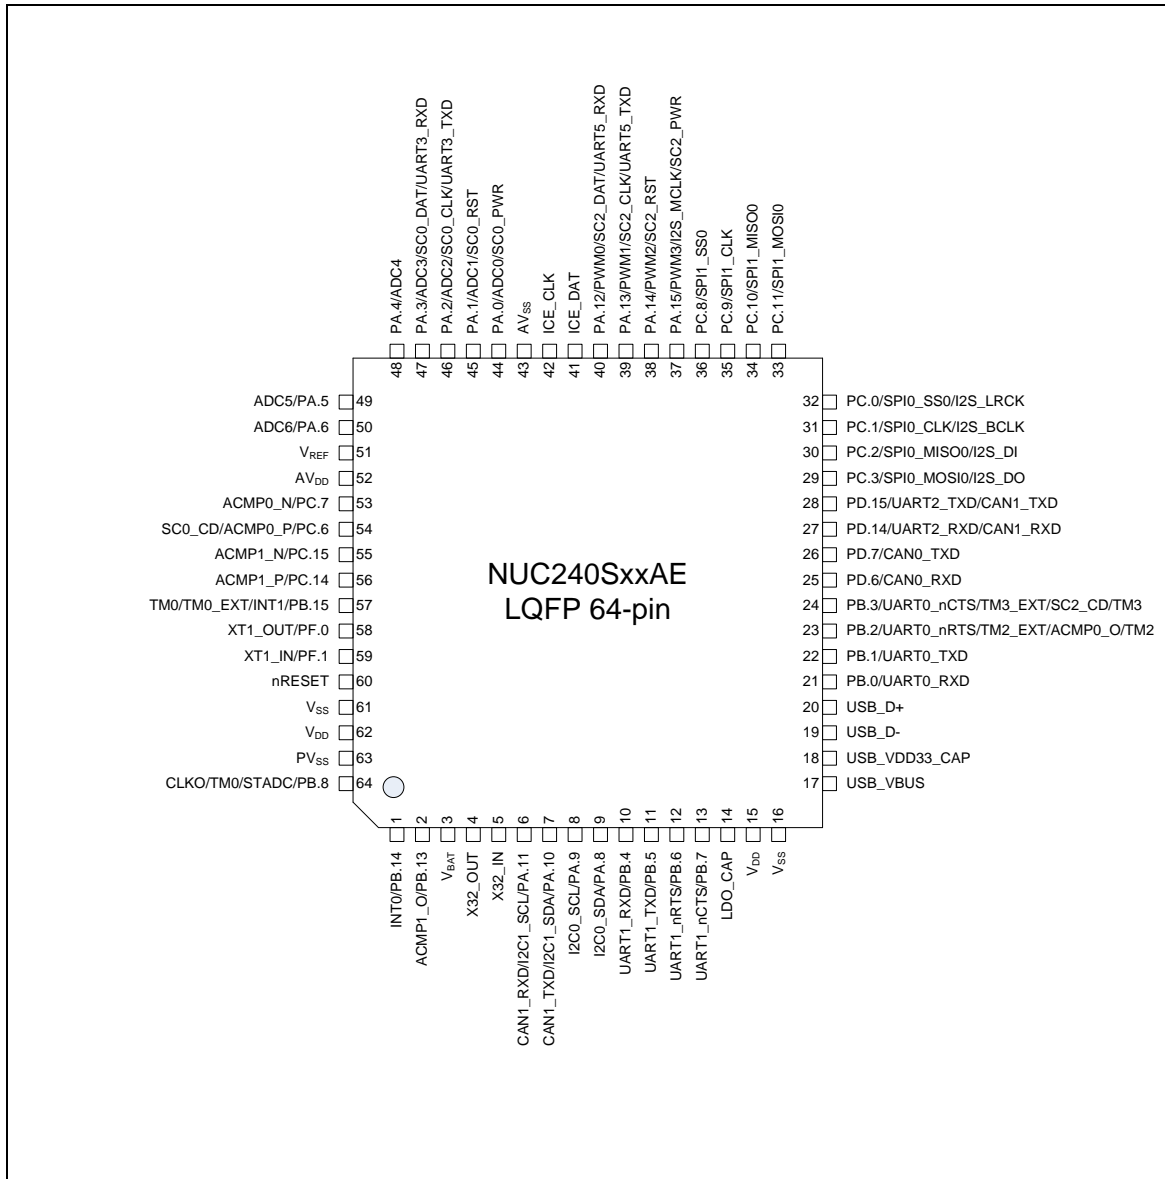 PA.4/ADC4
PA.3/ADC3/SC0_DAT/UART3_RXD
PA.2/ADC2/SC0_CLK/UART3_TXD
PA.1/ADC1/SC0_RST
PA.0/ADC0/SC0_PWR
AVSS
ICE_CLK
ICE_DAT
PA.12/PWM0/SC2_DAT/UART5_RXD
PA.13/PWM1/SC2_CLK/UART5_TXD
PA.14/PWM2/SC2_RST
PA.15/PWM3/I2S_MCLK/SC2_PWR
PC.8/SPI1_SS0
PC.9/SPI1_CLK
PC.10/SPI1_MISO0
PC.11/SPI1_MOSI0
48
47
46
45
44
43
42
41
40
39
38
37
36
35
34
33
ADC5/PA.5 49
ADC6/PA.6 50
VREF 51
AVDD 52
ACMP0_N/PC.7 53
SC0_CD/ACMP0_P/PC.6 54
ACMP1_N/PC.15 55
ACMP1_P/PC.14 56
TM0/TM0_EXT/INT1/PB.15 57
XT1_OUT/PF.0 58
XT1_IN/PF.1 59
nRESET 60
VSS 61
VDD 62
PVSS 63
CLKO/TM0/STADC/PB.8 64
NUC240SxxAE
LQFP 64-pin
32 PC.0/SPI0_SS0/I2S_LRCK
31 PC.1/SPI0_CLK/I2S_BCLK
30 PC.2/SPI0_MISO0/I2S_DI
29 PC.3/SPI0_MOSI0/I2S_DO
28 PD.15/UART2_TXD/CAN1_TXD
27 PD.14/UART2_RXD/CAN1_RXD
26 PD.7/CAN0_TXD
25 PD.6/CAN0_RXD
24 PB.3/UART0_nCTS/TM3_EXT/SC2_CD/TM3
23 PB.2/UART0_nRTS/TM2_EXT/ACMP0_O/TM2
22 PB.1/UART0_TXD
21 PB.0/UART0_RXD
20 USB_D+
19 USB_D-
18 USB_VDD33_CAP
17 USB_VBUS
1
2
3
4
5
6
7
8
9
10
11
12
13
14
15
16
INT0/PB.14
ACMP1_O/PB.13
VBAT
X32_OUT
X32_IN
CAN1_RXD/I2C1_SCL/PA.11
CAN1_TXD/I2C1_SDA/PA.10
I2C0_SCL/PA.9
I2C0_SDA/PA.8
UART1_RXD/PB.4
UART1_TXD/PB.5
UART1_nRTS/PB.6
UART1_nCTS/PB.7
LDO_CAP
VDD
VSS